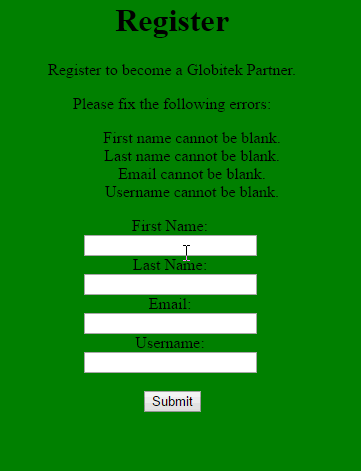 Register
Register to become a Globitek Partner.
Please fix the following errors:
First name cannot be blank.
Last name cannot be blank.
Email cannot be blank.
Username cannot be blank.
First Name:
Last Name:
Email:
Username:
Submit